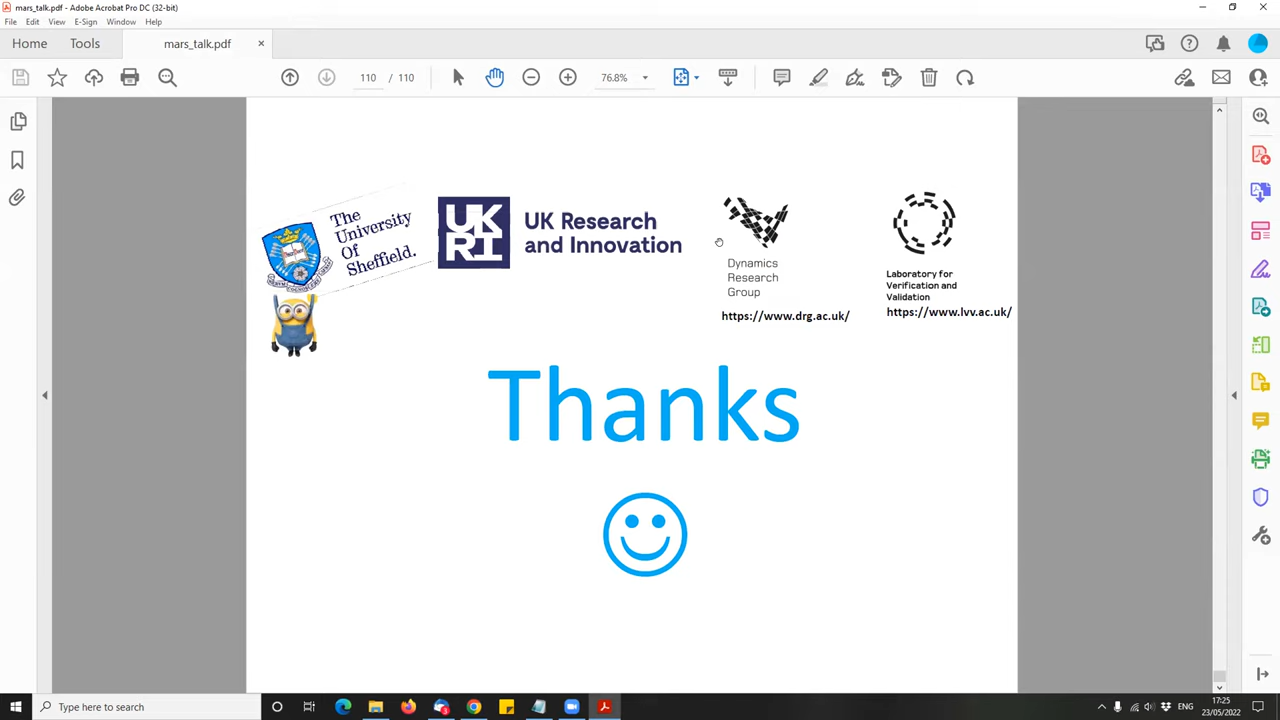 mars_talk.pdf - Adobe Acrobat Pro DC (32-bit)
File Edit View E-Sign Window Help
Home Tools mars_talk.pdf
110 / 110 76.8%
The
University
Of
Sheffield.
UK
RI
UK Research
and Innovation
Dynamics
Research
Group
https://www.drg.ac.uk/
Laboratory for
Verification and
Validation
https://www.lvv.ac.uk/
Thanks
Type here to search
ENG
17:25
23/05/2022